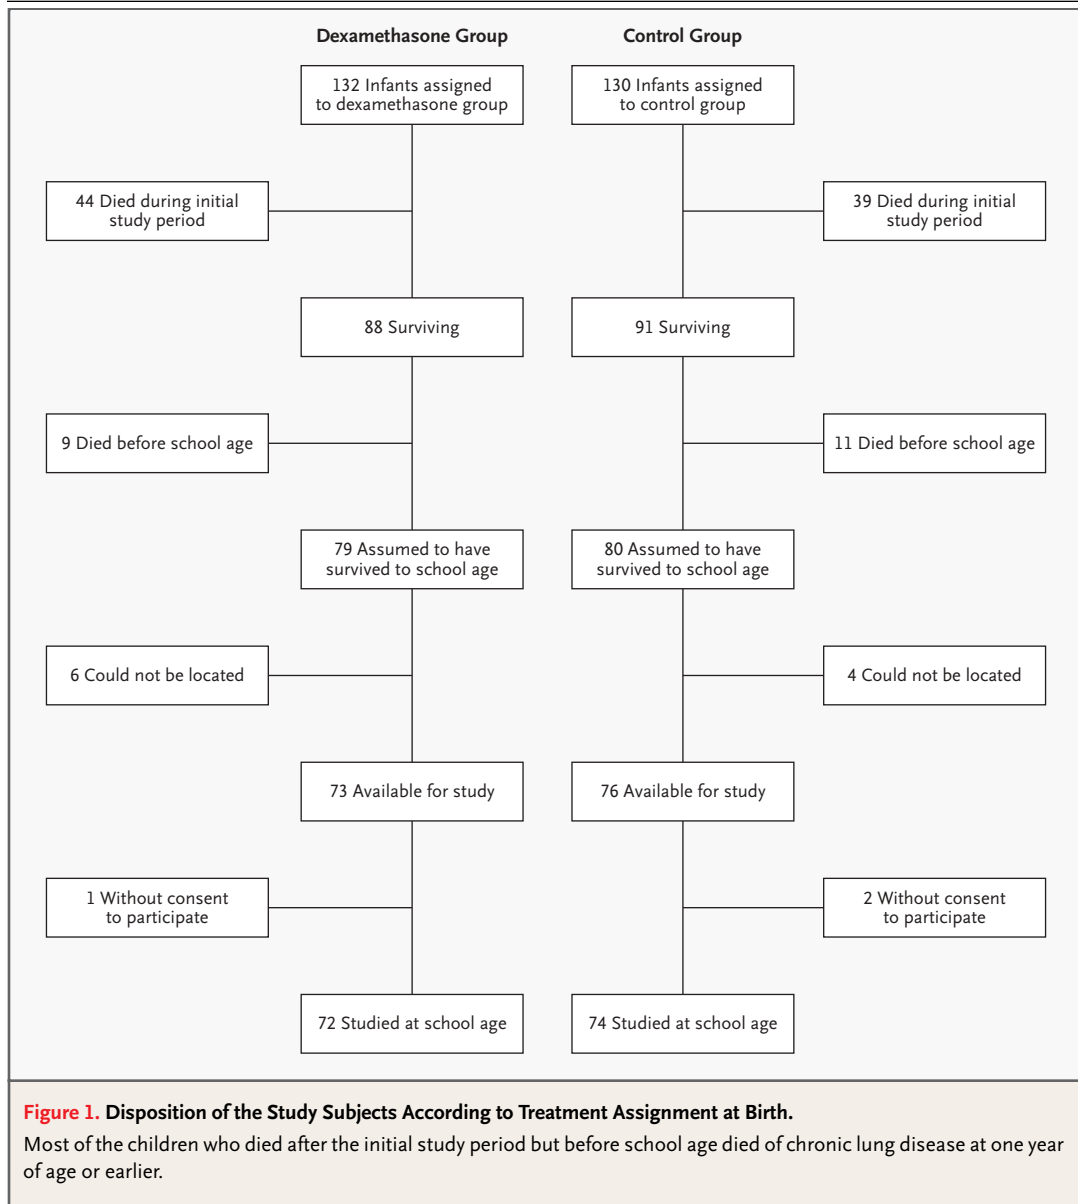 Dexamethasone Group
Control Group
132 Infants assigned
to dexamethasone group
130 Infants assigned
to control group
44 Died during initial
study period
39 Died during initial
study period
88 Surviving
91 Surviving
9 Died before school age
11 Died before school age
79 Assumed to have
survived to school age
80 Assumed to have
survived to school age
6 Could not be located
4 Could not be located
73 Available for study
76 Available for study
1 Without consent
to participate
2 Without consent
to participate
72 Studied at school age
74 Studied at school age
Figure 1. Disposition of the Study Subjects According to Treatment Assignment at Birth.
Most of the children who died after the initial study period but before school age died of chronic lung disease at one year
of age or earlier.